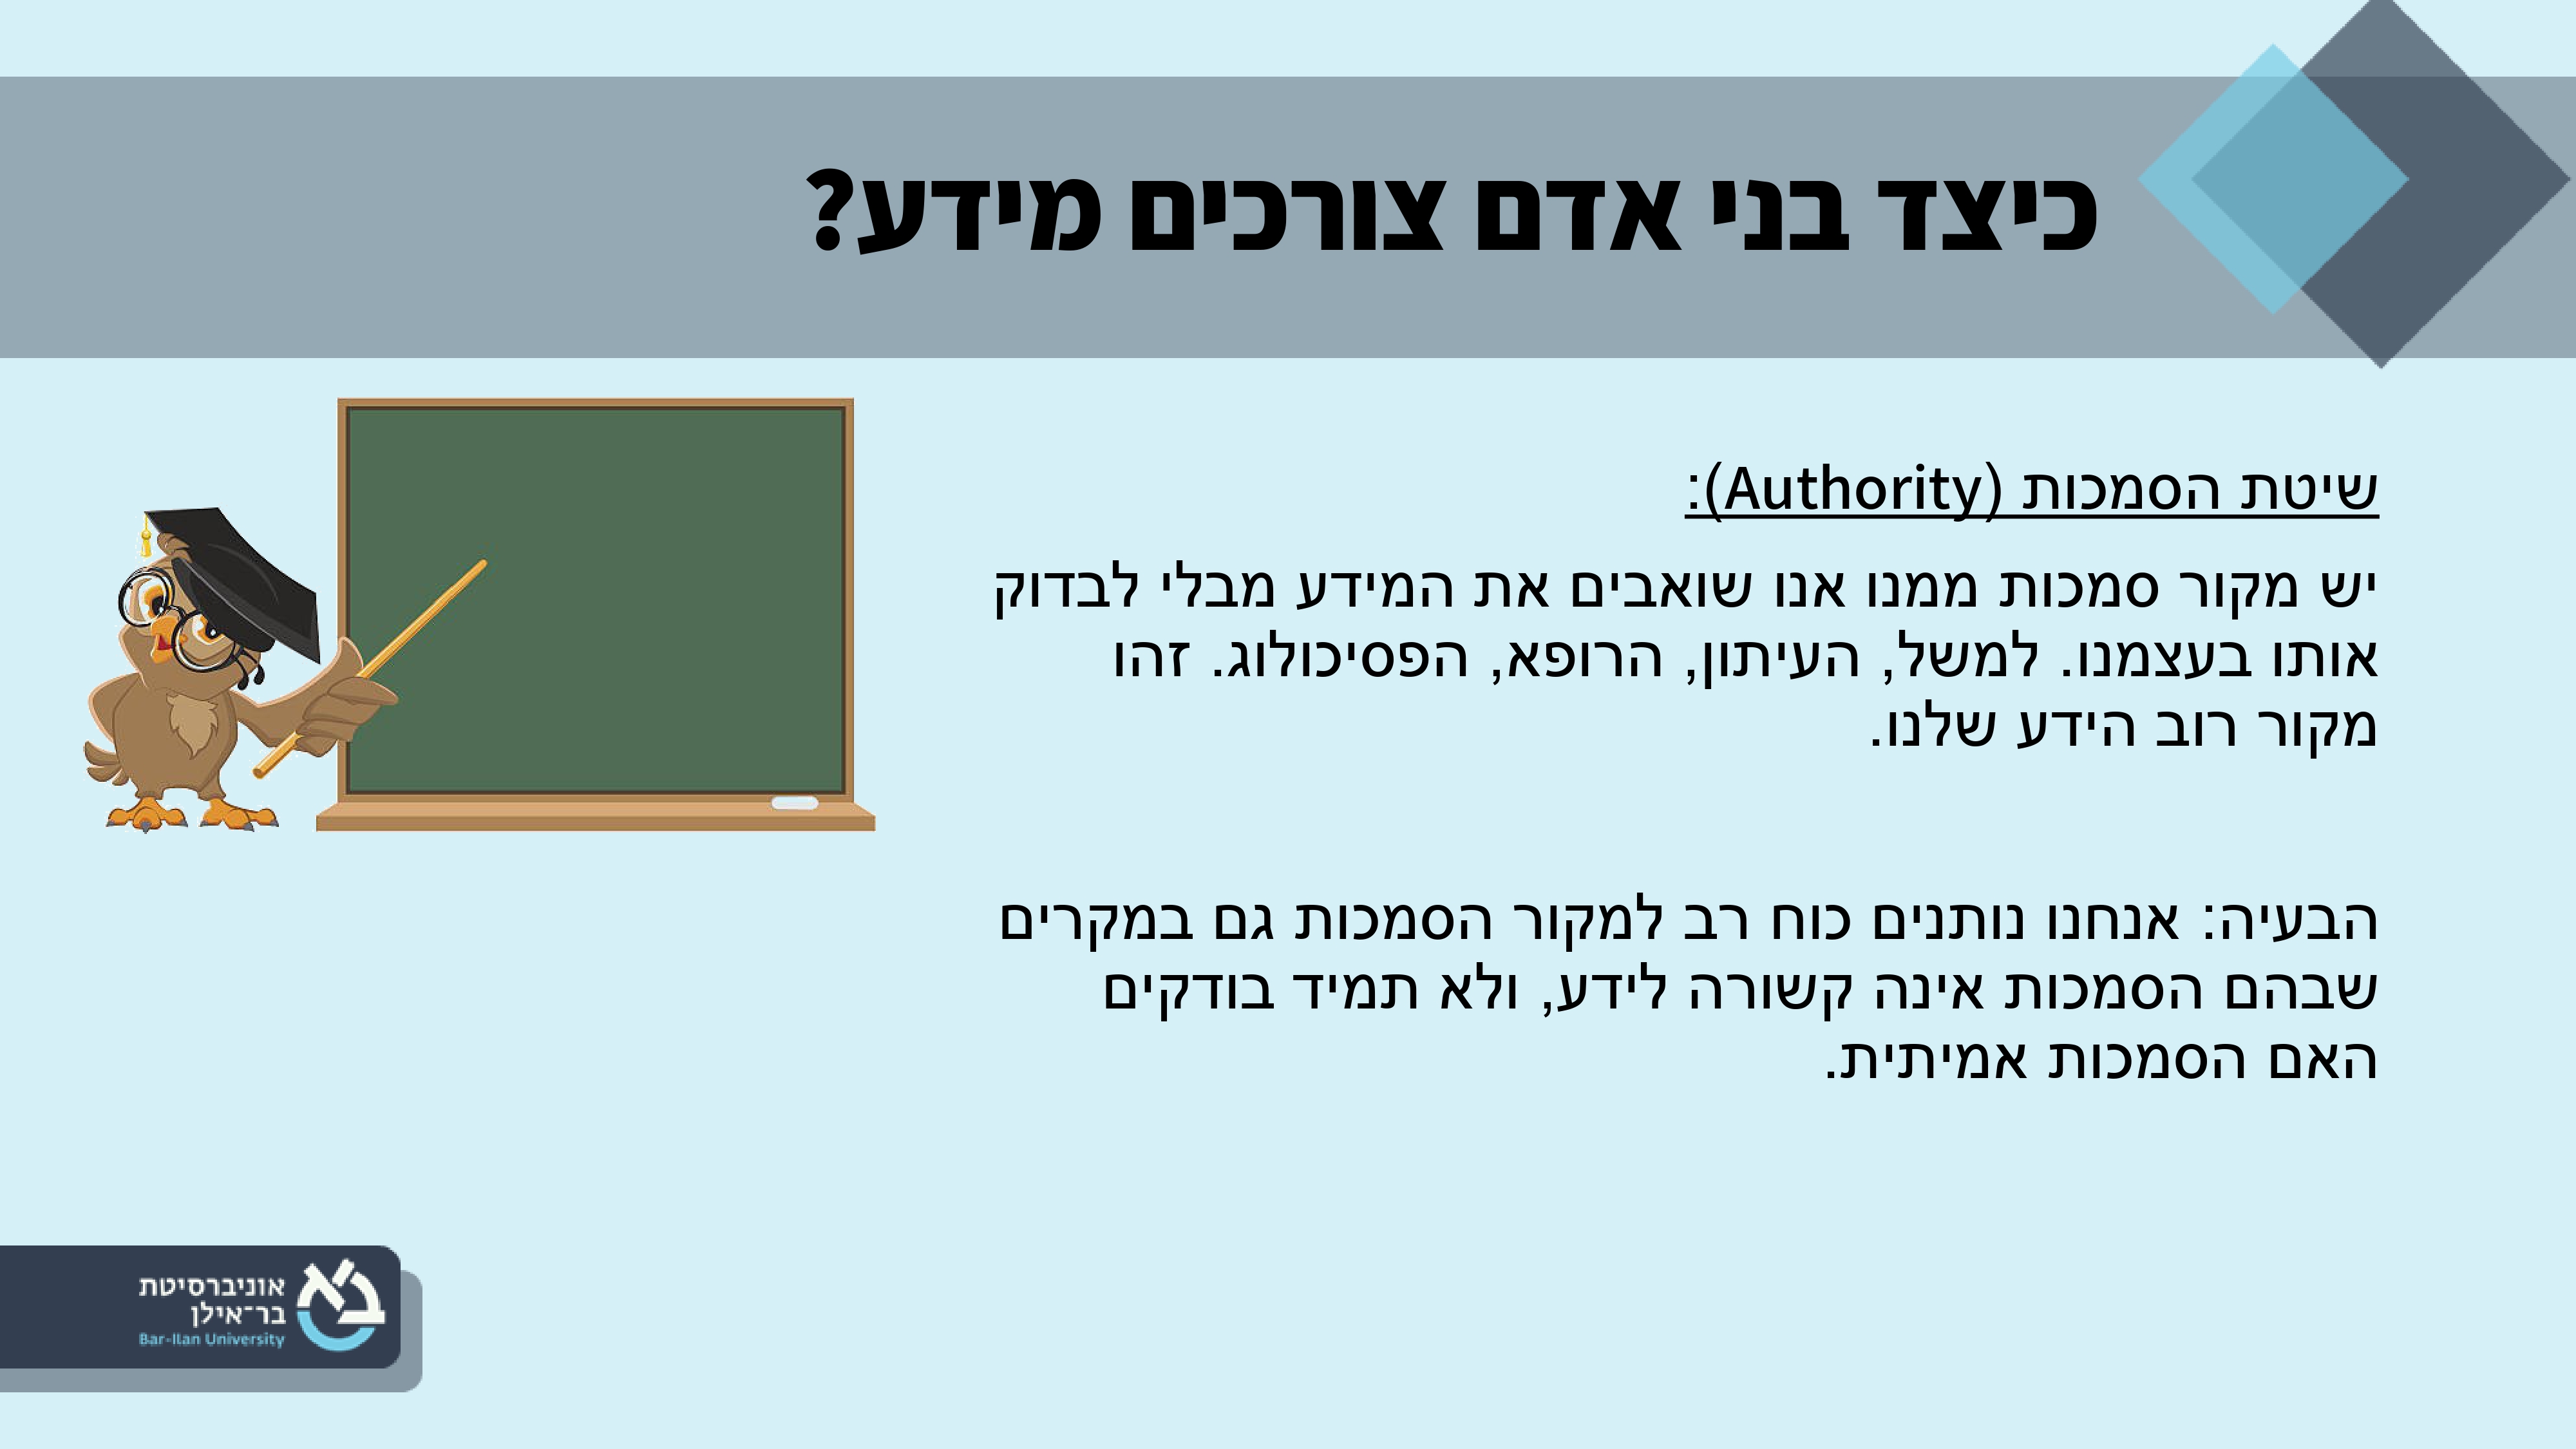 כיצד בני אדם צורכים מידע?
שיטת הסמכות (Authority):
יש מקור סמכות ממנו אנו שואבים את המידע מבלי לבדוק
אותו בעצמנו. למשל, העיתון, הרופא, הפסיכולוג. זהו
מקור רוב הידע שלנו.
הבעיה: אנחנו נותנים כוח רב למקור הסמכות גם במקרים
שבהם הסמכות אינה קשורה לידע, ולא תמיד בודקים
האם הסמכות אמיתית.
אוניברסיטת
בר־אילן
Bar-Ilan University